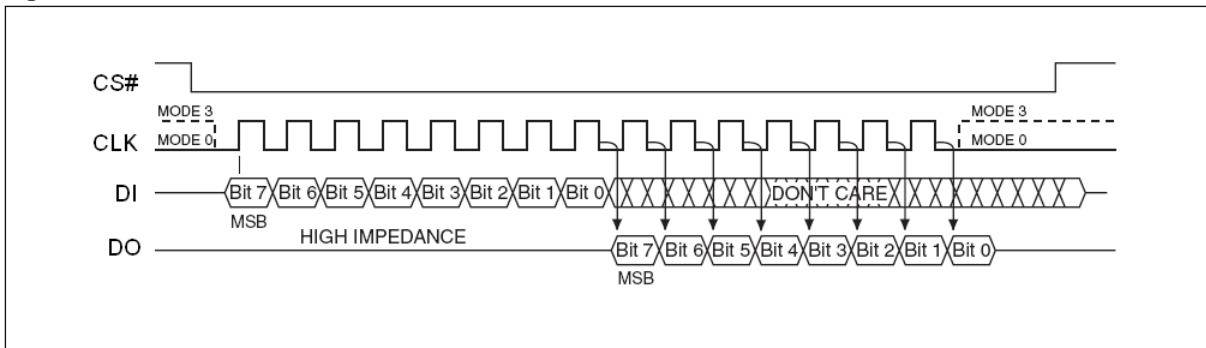 CS#
MODE 3 MODE 3
CLK MODE 0 MODE 0
DI Bit 7 Bit 6 Bit 5 Bit 4 Bit 3 Bit 2 Bit 1 Bit 0 DON'T CARE
MSB
HIGH IMPEDANCE
DO Bit 7 Bit 6 Bit 5 Bit 4 Bit 3 Bit 2 Bit 1 Bit 0
MSB